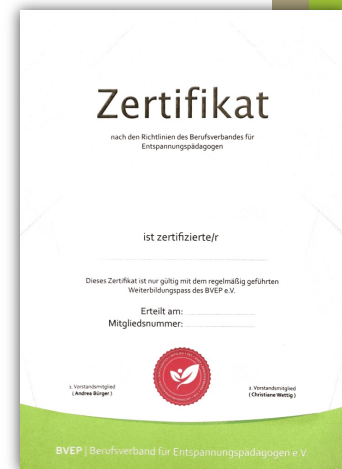 Zertifikat
nach den Richtlinien des Berufsverbandes für
Entspannungspädagogen
ist zertifizierte/r
Dieses Zertifikat ist nur gültig mit dem regelmäßig geführten
Weiterbildungspass des BVEP e.V.
Erteilt am:
Mitgliedsnummer:
1. Vorstandsmitglied
( Andrea Bürger )
2. Vorstandsmitglied
( Christiane Wettig )
BVEP | Berufsverband für Entspannungspädagogen e.V.